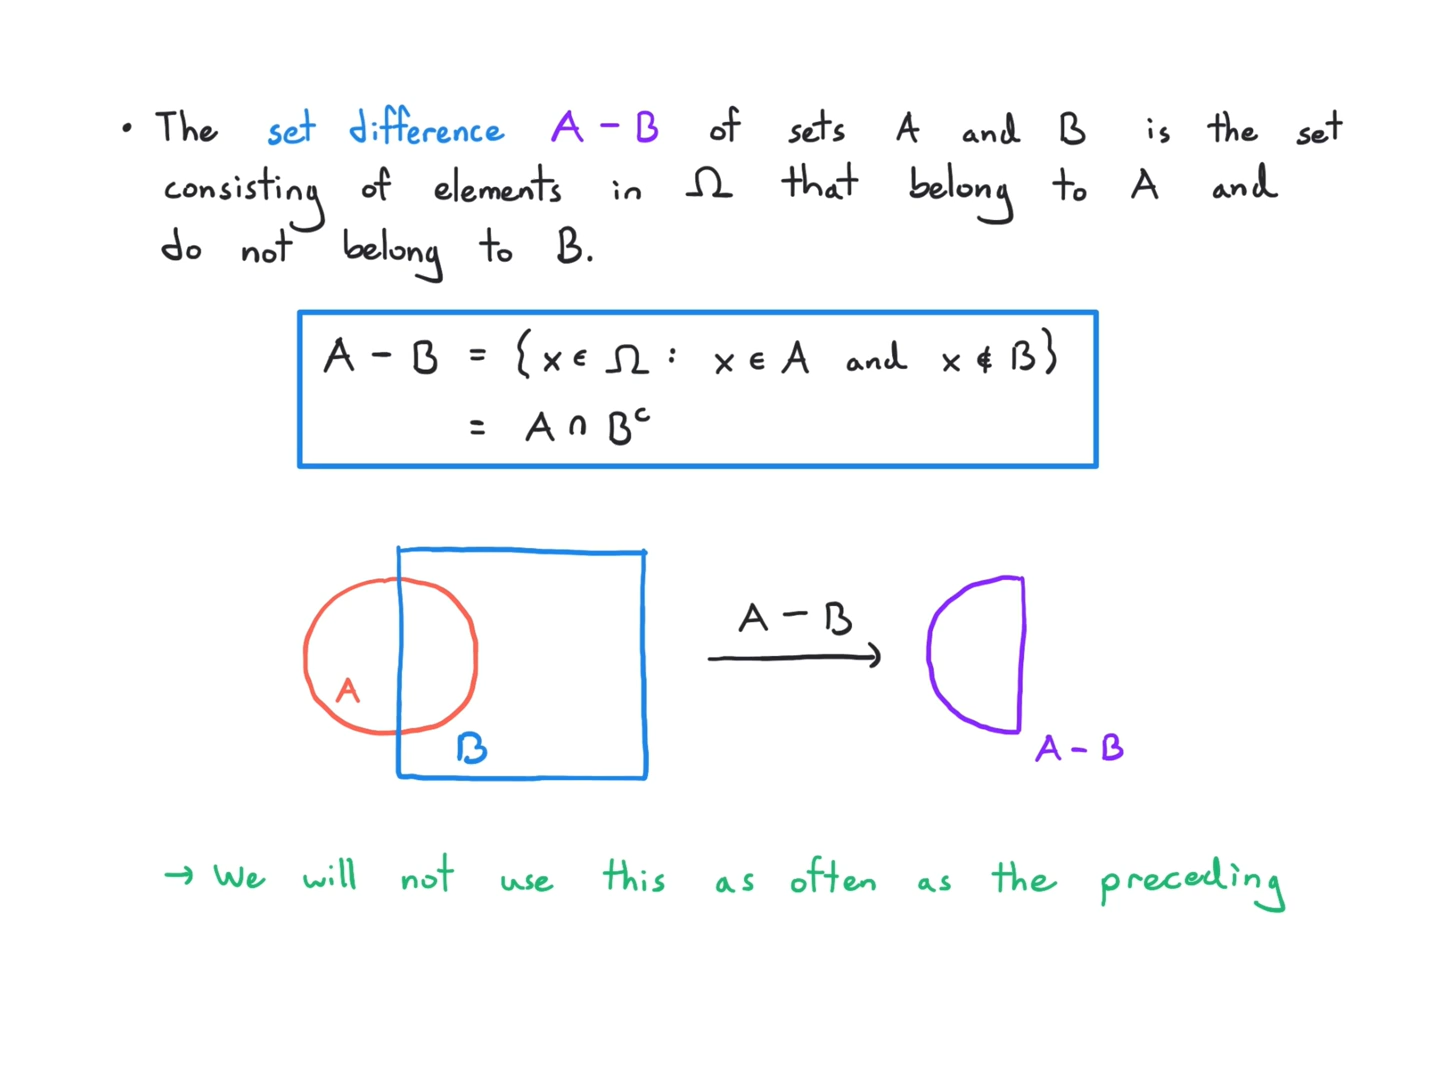 • The set difference A - B of sets A and B is the set
consisting of elements in Ω that belong to A and
do not belong to B.
A - B = {x ∈ Ω : x ∈ A and x ∉ B}
= A ∩ Bᶜ
A - B
A
B
A - B
→ We will not use this as often as the preceding